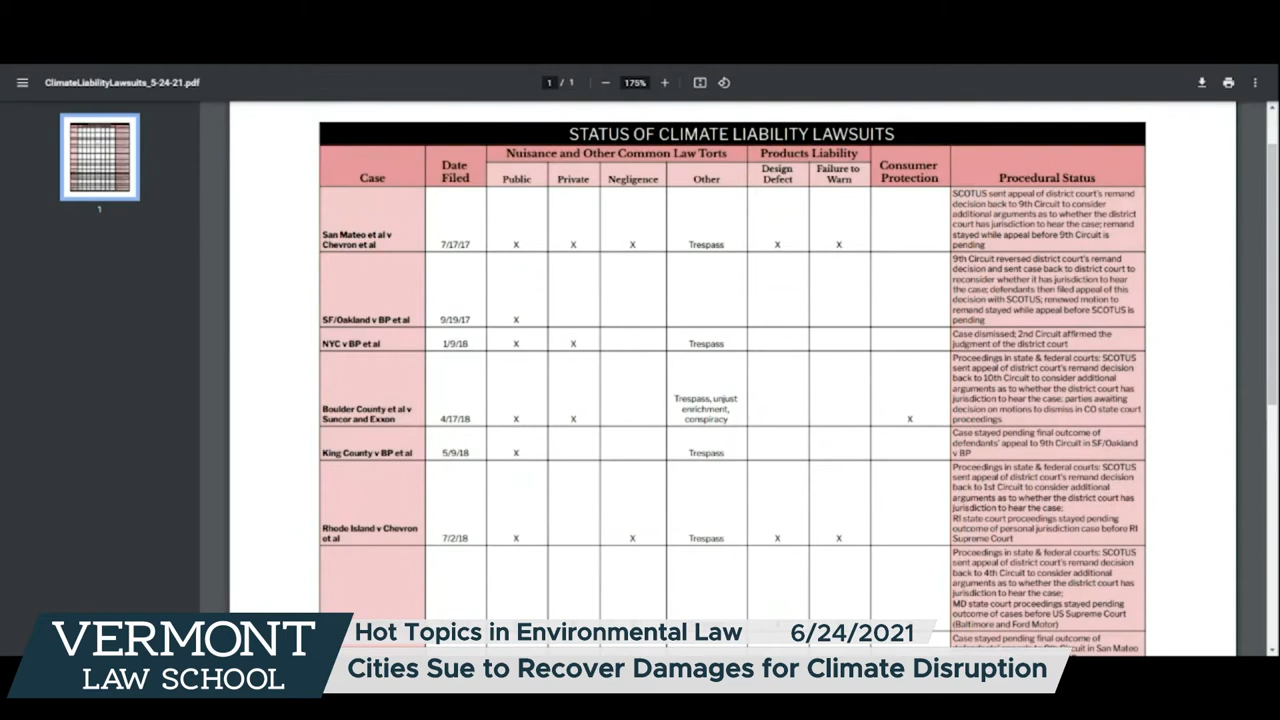 ClimateLiabilityLawsuits_5-24-21.pdf
1 / 1
175%
1
STATUS OF CLIMATE LIABILITY LAWSUITS
Nuisance and Other Common Law Torts
Products Liability
Case
Date
Filed
Public
Private
Negligence
Other
Design
Defect
Failure to
Warn
Consumer
Protection
Procedural Status
San Mateo et al v
Chevron et al
7/17/17
X
X
X
Trespass
X
X
SCOTUS sent appeal of district court's remand
decision back to 9th Circuit to consider
additional arguments as to whether the district
court has jurisdiction to hear the case; remand
stayed while appeal before 9th Circuit is
pending
SF/Oakland v BP et al
9/19/17
X
9th Circuit reversed district court's remand
decision and sent case back to district court to
reconsider whether it has jurisdiction to hear
the case; defendants then filed appeal of this
decision with SCOTUS; renewed motion to
remand stayed while appeal before SCOTUS is
pending
NYC v BP et al
1/9/18
X
X
Trespass
Case dismissed; 2nd Circuit affirmed the
judgment of the district court
Boulder County et al v
Suncor and Exxon
4/17/18
X
X
Trespass, unjust
enrichment,
conspiracy
X
Proceedings in state & federal courts: SCOTUS
sent appeal of district court's remand decision
back to 10th Circuit to consider additional
arguments as to whether the district court has
jurisdiction to hear the case; parties awaiting
decision on motions to dismiss in CO state court
proceedings
King County v BP et al
5/9/18
X
Trespass
Case stayed pending final outcome of
defendants' appeal to 9th Circuit in SF/Oakland
v BP
Rhode Island v Chevron
et al
7/2/18
X
X
Trespass
X
X
Proceedings in state & federal courts: SCOTUS
sent appeal of district court's remand decision
back to 1st Circuit to consider additional
arguments as to whether the district court has
jurisdiction to hear the case;
RI state court proceedings stayed pending
outcome of personal jurisdiction case before RI
Supreme Court
Proceedings in state & federal courts: SCOTUS
sent appeal of district court's remand decision
back to 4th Circuit to consider additional
arguments as to whether the district court has
jurisdiction to hear the case;
MD state court proceedings stayed pending
outcome of cases before US Supreme Court
(Baltimore and Ford Motor)
Case stayed pending final outcome of
VERMONT
LAW SCHOOL
Hot Topics in Environmental Law
6/24/2021
Cities Sue to Recover Damages for Climate Disruption